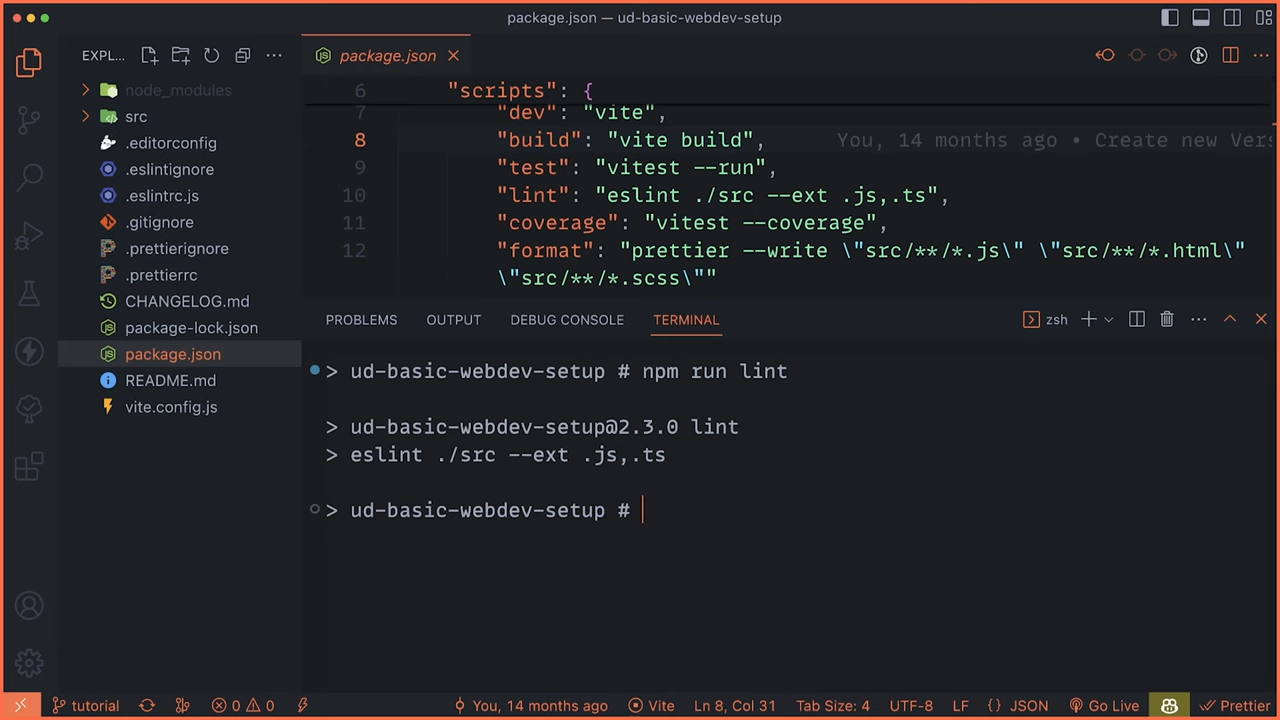 package.json — ud-basic-webdev-setup
EXPL...
node_modules
src
.editorconfig
.eslintignore
.eslintrc.js
.gitignore
.prettierignore
.prettierrc
CHANGELOG.md
package-lock.json
package.json
README.md
vite.config.js
package.json
6 "scripts": {
7 "dev": "vite",
8 "build": "vite build", You, 14 months ago • Create new Vers
9 "test": "vitest --run",
10 "lint": "eslint ./src --ext .js,.ts",
11 "coverage": "vitest --coverage",
12 "format": "prettier --write \"src/**/*.js\" \"src/**/*.html\"
\"src/**/*.scss\""
PROBLEMS OUTPUT DEBUG CONSOLE TERMINAL zsh
> ud-basic-webdev-setup # npm run lint
> ud-basic-webdev-setup@2.3.0 lint
> eslint ./src --ext .js,.ts
> ud-basic-webdev-setup #
tutorial 0 0 You, 14 months ago Vite Ln 8, Col 31 Tab Size: 4 UTF-8 LF {} JSON Go Live Prettier